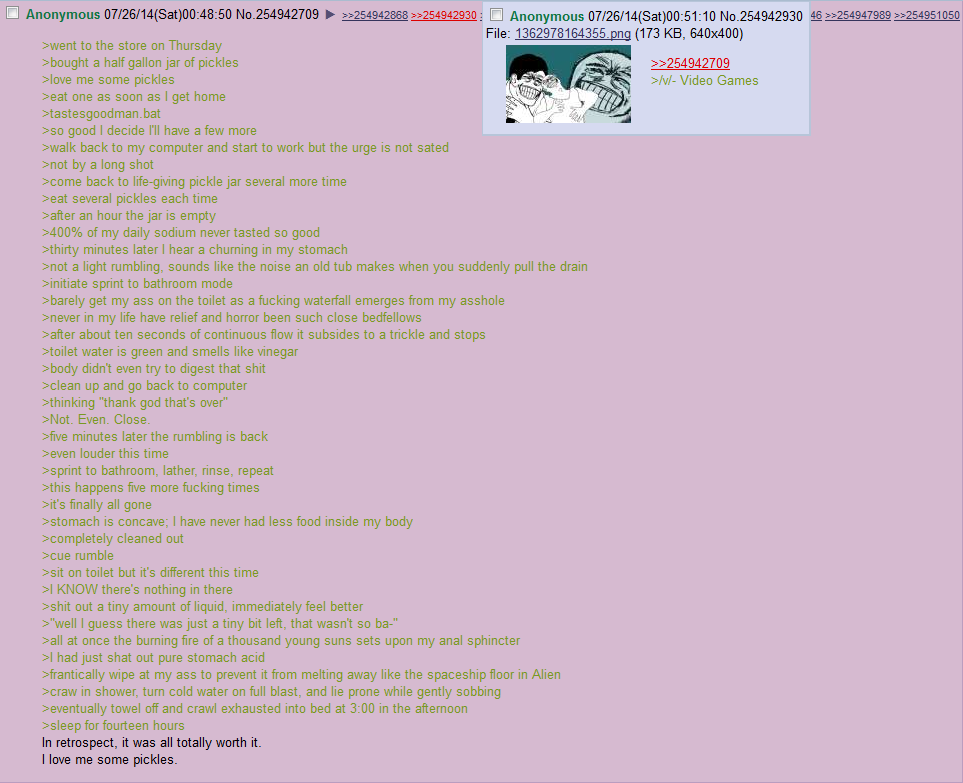 Anonymous 07/26/14(Sat)00:48:50 No.254942709 ▶ >>254942868 >>254942930
Anonymous 07/26/14(Sat)00:51:10 No.254942930
46 >>254947989 >>254951050
File: 1362978164355.png (173 KB, 640x400)
>>254942709
>/v/- Video Games
>went to the store on Thursday
>bought a half gallon jar of pickles
>love me some pickles
>eat one as soon as I get home
>tastesgoodman.bat
>so good I decide I'll have a few more
>walk back to my computer and start to work but the urge is not sated
>not by a long shot
>come back to life-giving pickle jar several more time
>eat several pickles each time
>after an hour the jar is empty
>400% of my daily sodium never tasted so good
>thirty minutes later I hear a churning in my stomach
>not a light rumbling, sounds like the noise an old tub makes when you suddenly pull the drain
>initiate sprint to bathroom mode
>barely get my ass on the toilet as a fucking waterfall emerges from my asshole
>never in my life have relief and horror been such close bedfellows
>after about ten seconds of continuous flow it subsides to a trickle and stops
>toilet water is green and smells like vinegar
>body didn't even try to digest that shit
>clean up and go back to computer
>thinking "thank god that's over"
>Not. Even. Close.
>five minutes later the rumbling is back
>even louder this time
>sprint to bathroom, lather, rinse, repeat
>this happens five more fucking times
>it's finally all gone
>stomach is concave; I have never had less food inside my body
>completely cleaned out
>cue rumble
>sit on toilet but it's different this time
>I KNOW there's nothing in there
>shit out a tiny amount of liquid, immediately feel better
>"well I guess there was just a tiny bit left, that wasn't so ba-"
>all at once the burning fire of a thousand young suns sets upon my anal sphincter
>I had just shat out pure stomach acid
>frantically wipe at my ass to prevent it from melting away like the spaceship floor in Alien
>craw in shower, turn cold water on full blast, and lie prone while gently sobbing
>eventually towel off and crawl exhausted into bed at 3:00 in the afternoon
>sleep for fourteen hours
In retrospect, it was all totally worth it.
I love me some pickles.